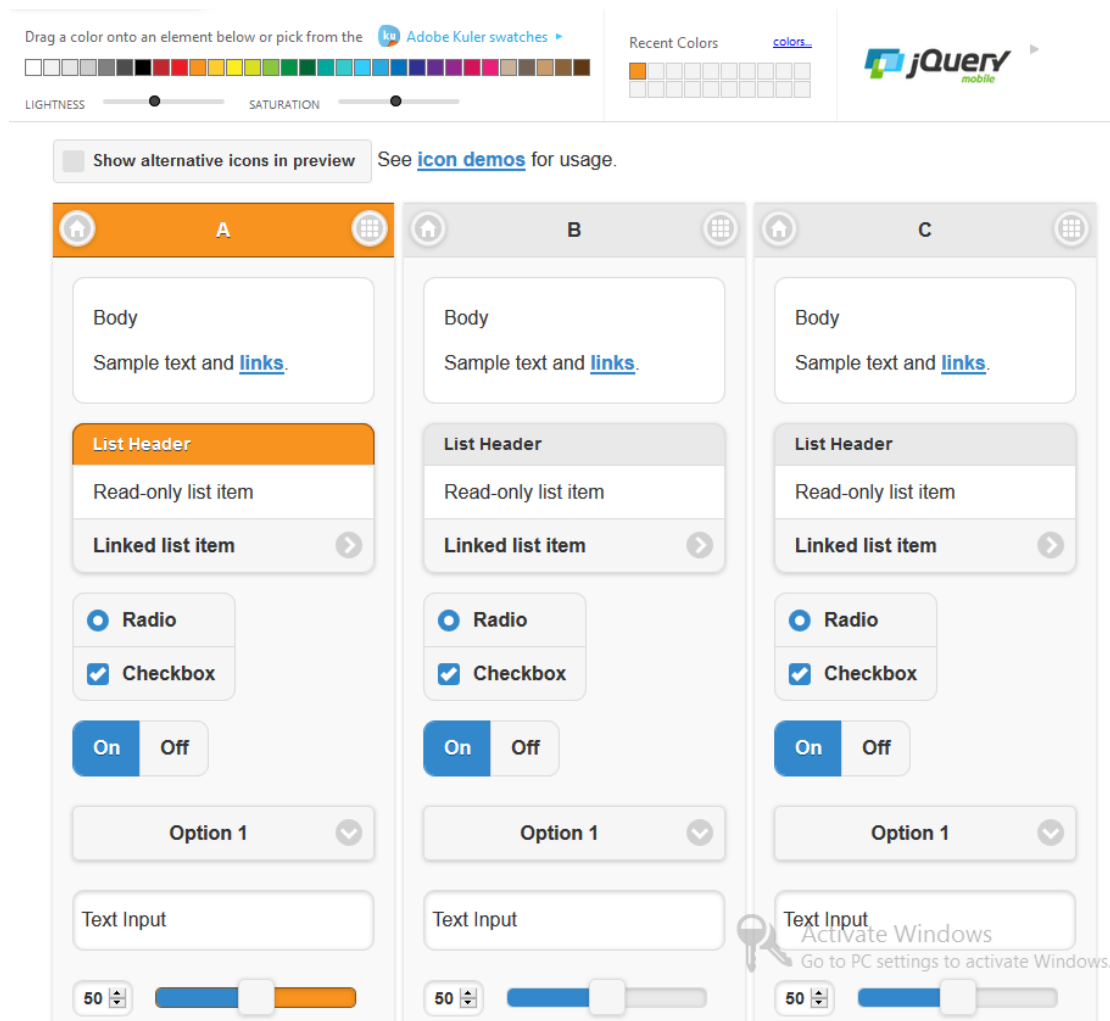 Drag a color onto an element below or pick from the ku Adobe Kuler swatches
LIGHTNESS SATURATION
Recent Colors colors...
jQuery
mobile
Show alternative icons in preview See icon demos for usage.
A
Body
Sample text and links.
List Header
Read-only list item
Linked list item
Radio
Checkbox
On Off
Option 1
Text Input
50
B
Body
Sample text and links.
List Header
Read-only list item
Linked list item
Radio
Checkbox
On Off
Option 1
Text Input
50
C
Body
Sample text and links.
List Header
Read-only list item
Linked list item
Radio
Checkbox
On Off
Option 1
Text Input
50
Activate Windows
Go to PC settings to activate Windows.